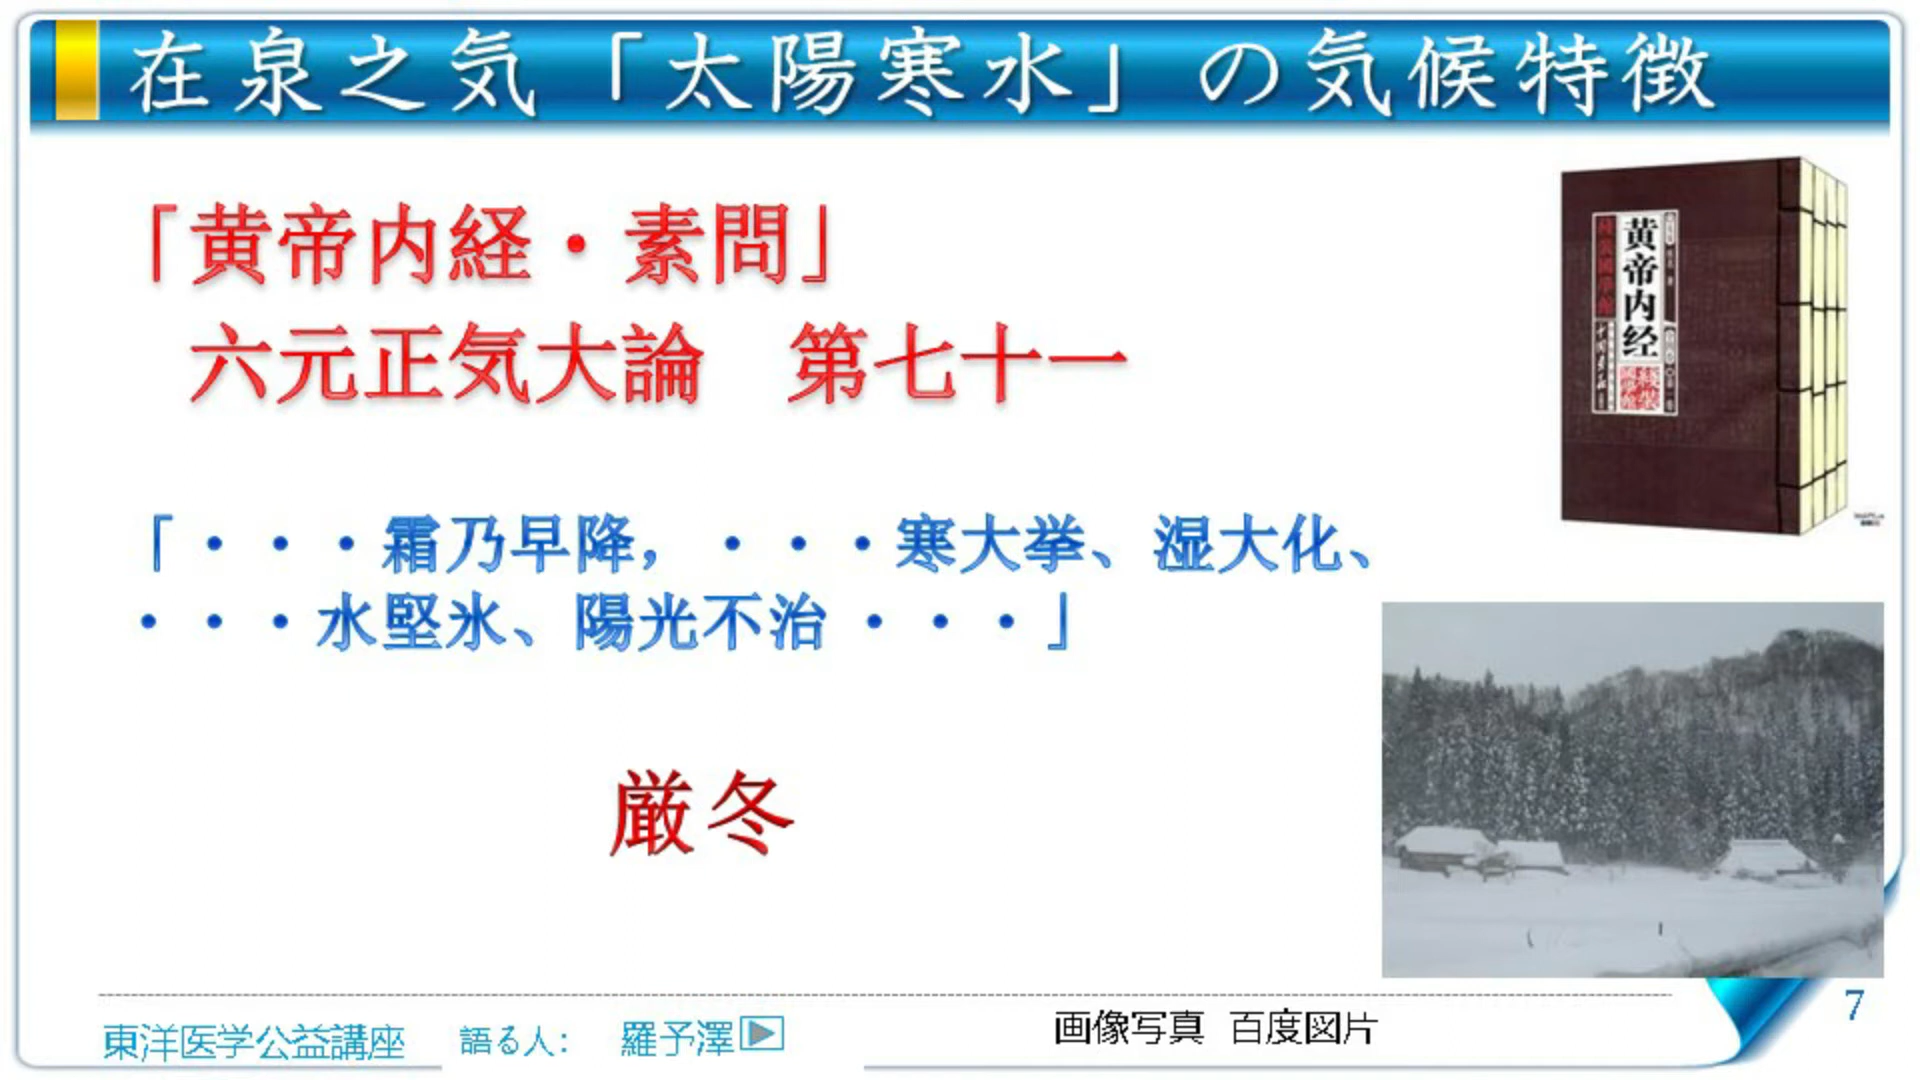 在泉之気「太陽寒水」の気候特徴
「黄帝内経・素問」
六元正気大論　第七十一
「・・・霜乃早降，・・・寒大挙、湿大化、
・・・水堅氷、陽光不治・・・」
厳冬
黄帝内经
東洋医学公益講座　語る人：　羅予澤
画像写真　百度図片
7